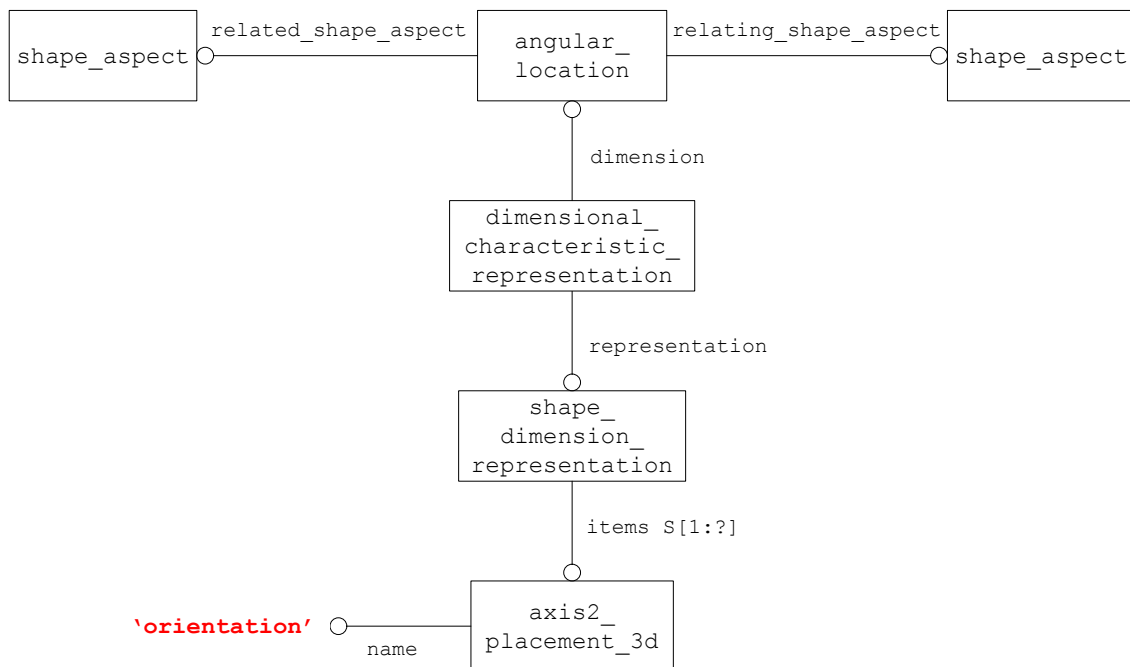 related_shape_aspect
relating_shape_aspect
shape_aspect
angular_
location
shape_aspect
dimension
dimensional_
characteristic_
representation
representation
shape_
dimension_
representation
items S[1:?]
‘orientation’
name
axis2_
placement_3d